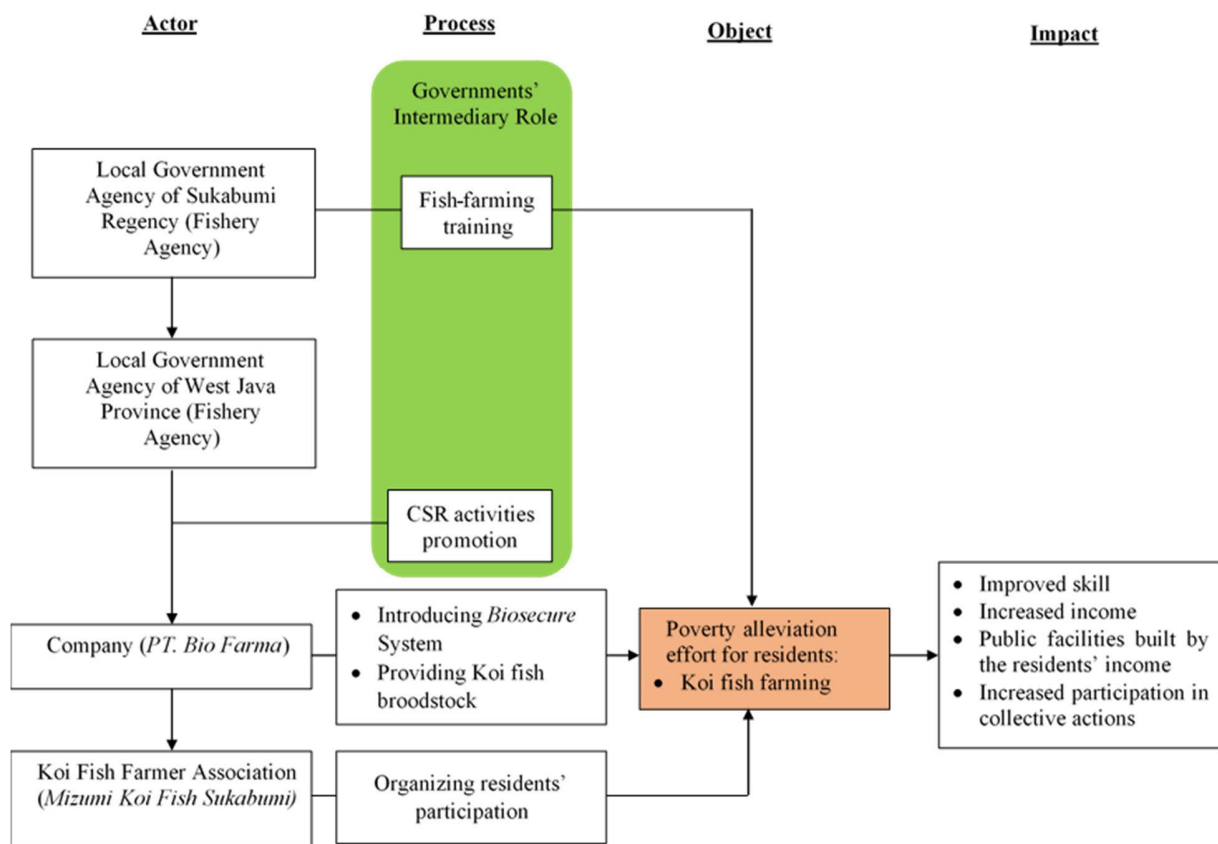 Actor
Process
Object
Impact
Governments'
Intermediary Role
Local Government
Agency of Sukabumi
Regency (Fishery
Agency)
Fish-farming
training
Local Government
Agency of West Java
Province (Fishery
Agency)
CSR activities
promotion
Company (PT. Bio Farma)
• Introducing Biosecure
System
• Providing Koi fish
broodstock
Poverty alleviation
effort for residents:
• Koi fish farming
• Improved skill
• Increased income
• Public facilities built by
the residents' income
• Increased participation in
collective actions
Koi Fish Farmer Association
(Mizumi Koi Fish Sukabumi)
Organizing residents'
participation